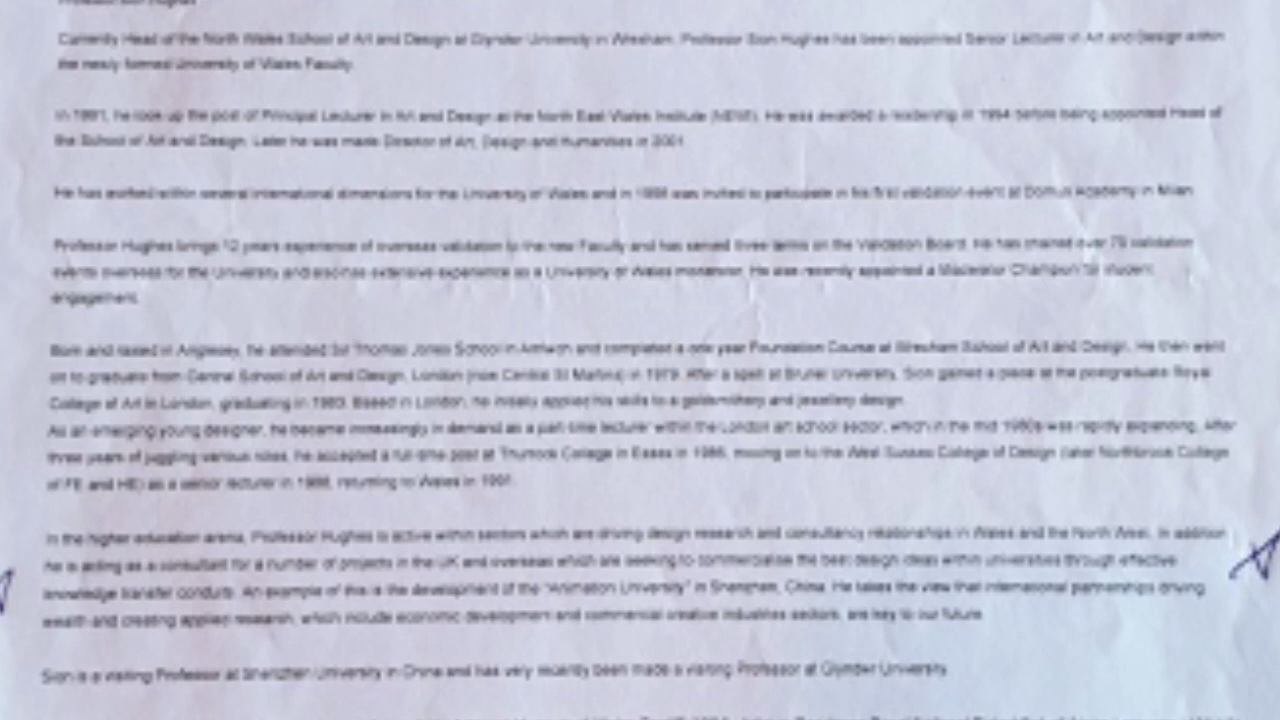 Professor Sion Hughes
Currently Head of the North Wales School of Art and Design at Glyndwr University in Wrexham, Professor Sion Hughes has been appointed Senior Lecturer in Art and Design within
the newly formed University of Wales Faculty.
In 1991, he took up the post of Principal Lecturer in Art and Design at the North East Wales Institute (NEWI). He was awarded a readership in 1994 before being appointed Head of
the School of Art and Design. Later he was made Director of Art, Design and Humanities in 2001.
He has worked within several international dimensions for the University of Wales and in 1998 was invited to participate in his first validation event at Domus Academy in Milan.
Professor Hughes brings 12 years experience of overseas validation to the new Faculty and has served three terms on the Validation Board. He has chaired over 70 validation
events overseas for the University and also has extensive experience as a University of Wales moderator. He was recently appointed a Moderator Champion for student
engagement.
Born and raised in Anglesey, he attended Sir Thomas Jones School in Amlwch and completed a one year Foundation Course at Wrexham School of Art and Design. He then went
on to graduate from Central School of Art and Design, London (now Central St Martins) in 1979. After a spell at Brunel University, Sion gained a place at the postgraduate Royal
College of Art in London, graduating in 1983. Based in London, he initially applied his skills to a goldsmithery and jewellery design.
As an emerging young designer, he became increasingly in demand as a part-time lecturer within the London art school sector, which in the mid 1980s was rapidly expanding. After
three years of juggling various roles, he accepted a full-time post at Thurrock College in Essex in 1986, moving on to the West Sussex College of Design (later Northbrook College
of FE and HE) as a senior lecturer in 1988, returning to Wales in 1991.
In the higher education arena, Professor Hughes is active within sectors which are driving design research and consultancy relationships in Wales and the North West. In addition
he is acting as a consultant for a number of projects in the UK and overseas which are seeking to commercialise the best design ideas within universities through effective
knowledge transfer conduits. An example of this is the development of the "Animation University" in Shenzhen, China. He takes the view that international partnerships driving
wealth and creating applied research, which include economic development and commercial creative industries sectors, are key to our future.
Sion is a visiting Professor at Shenzhen University in China and has very recently been made a visiting Professor at Glyndwr University.